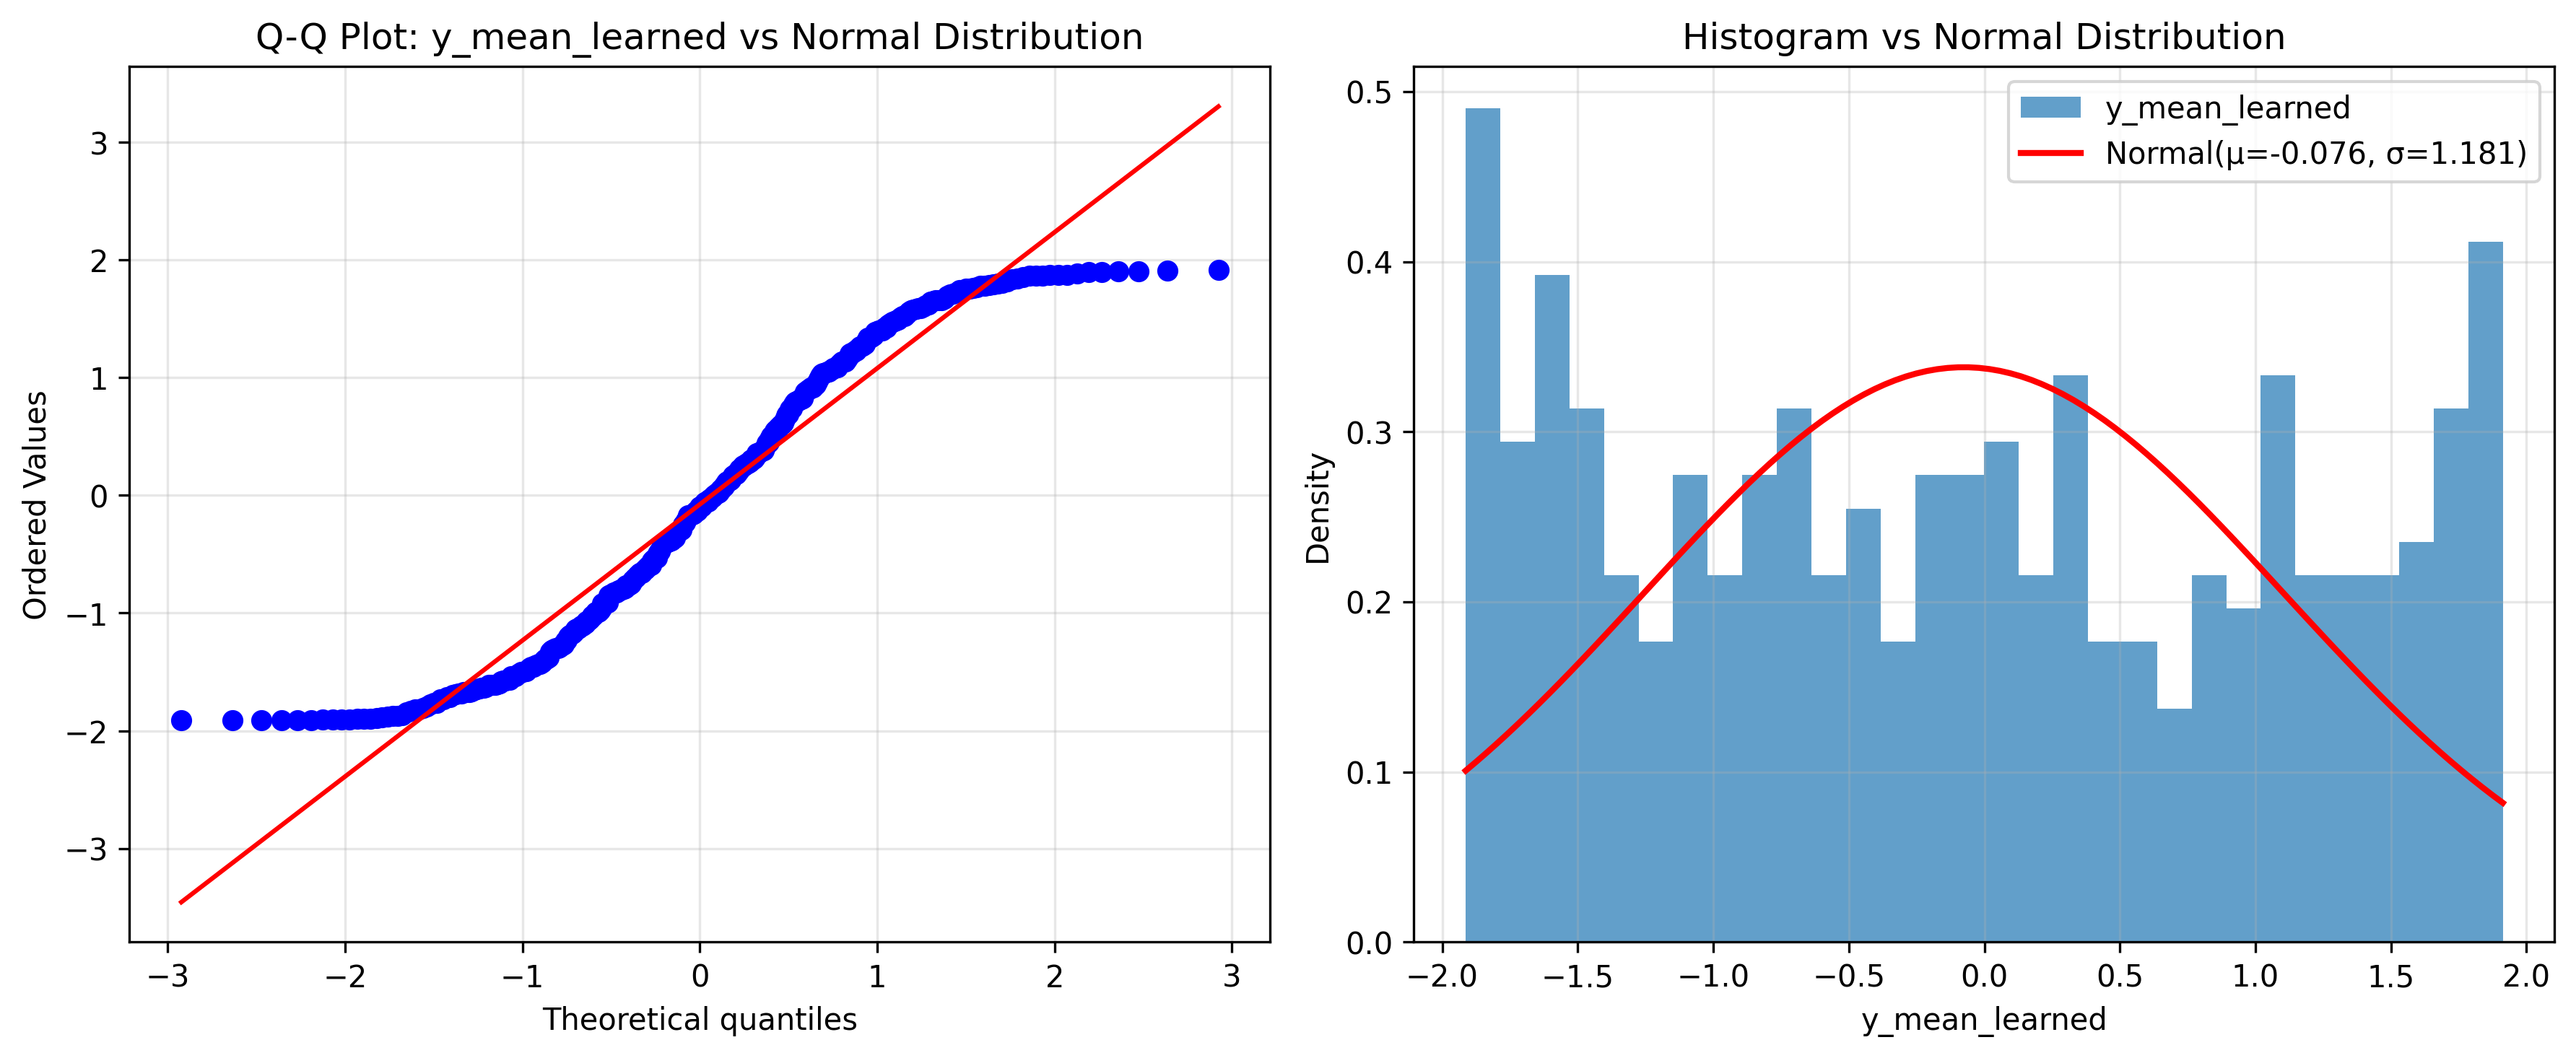 Q-Q Plot: y_mean_learned vs Normal Distribution
3
2
1
0
−1
−2
−3
Ordered Values
−3 −2 −1 0 1 2 3
Theoretical quantiles
Histogram vs Normal Distribution
y_mean_learned
Normal(μ=-0.076, σ=1.181)
0.5
0.4
0.3
0.2
0.1
0.0
Density
−2.0 −1.5 −1.0 −0.5 0.0 0.5 1.0 1.5 2.0
y_mean_learned